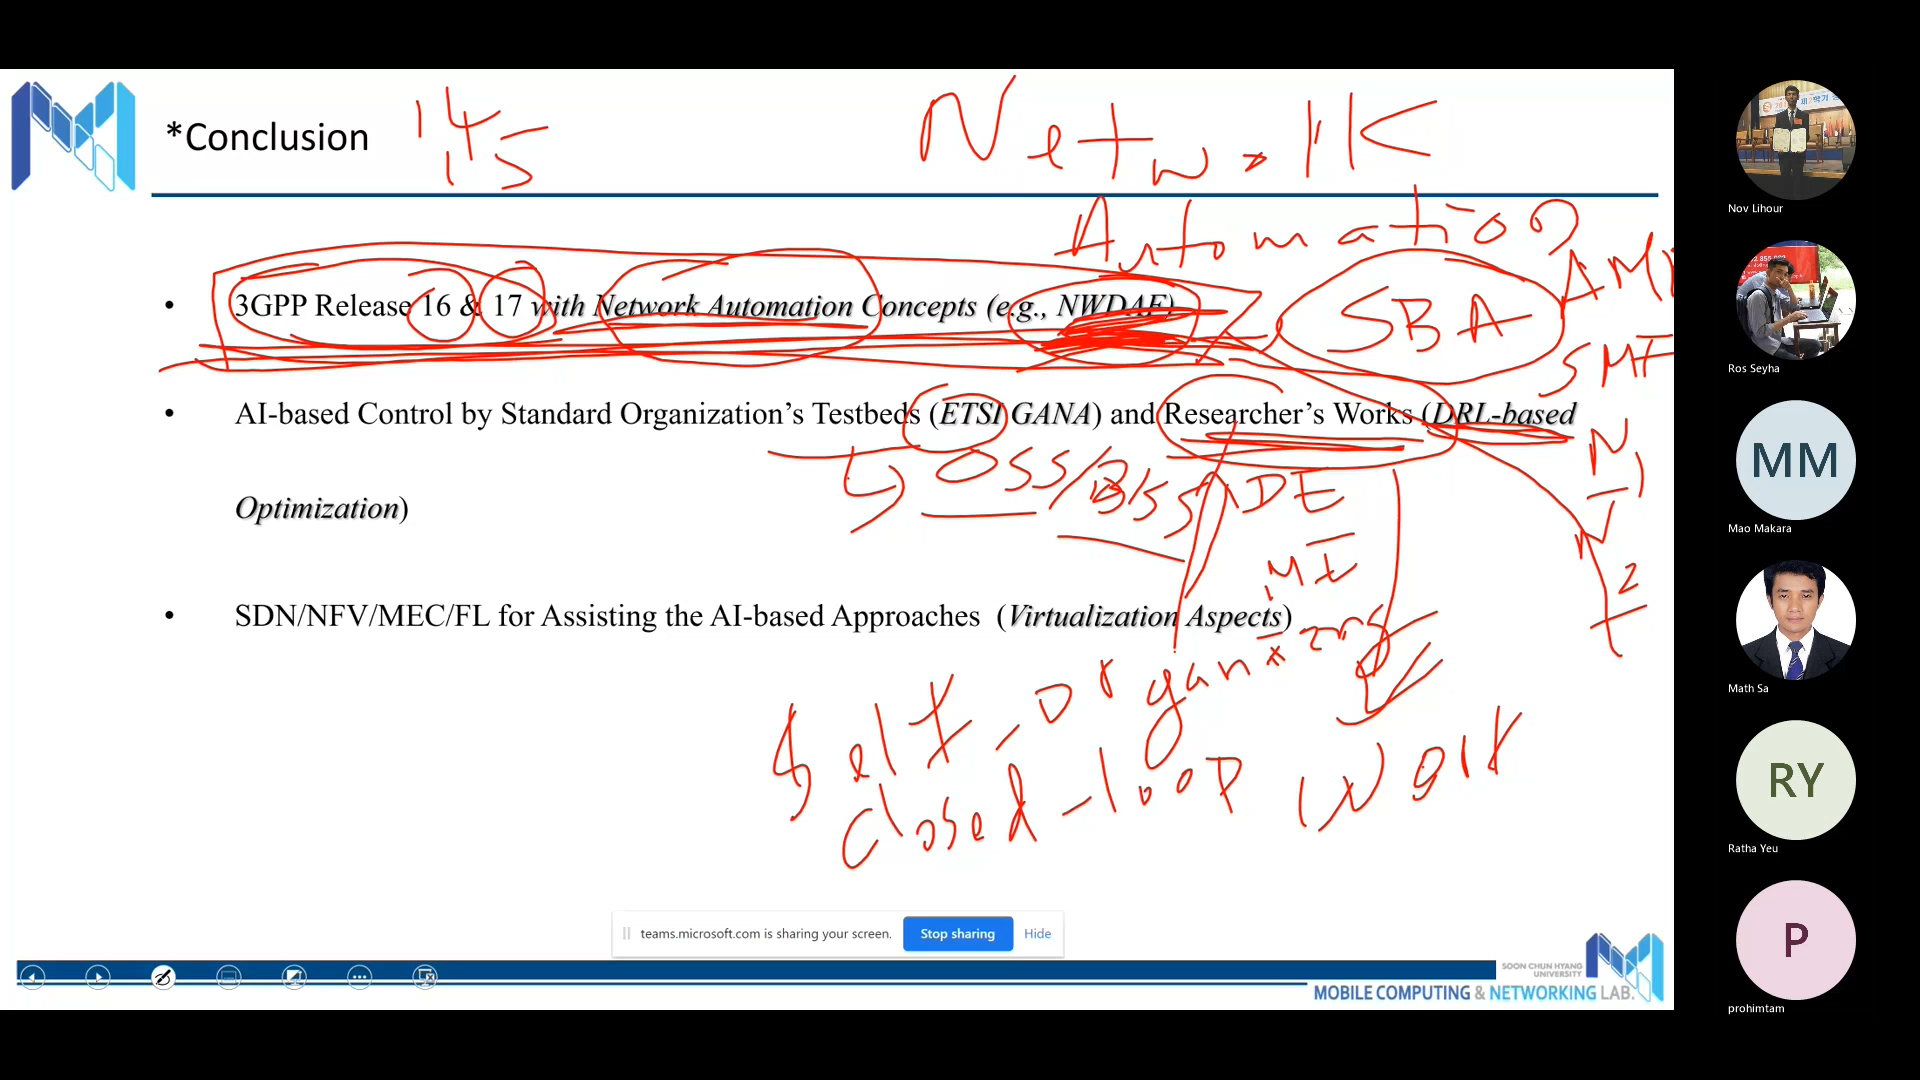 *Conclusion
14
15
Network
Automation
• 3GPP Release 16 & 17 with Network Automation Concepts (e.g., NWDAF)
SBA
AMF
SMF
• AI-based Control by Standard Organization's Testbeds (ETSI GANA) and Researcher's Works (DRL-based
Optimization)
OSS/BSS
DE
ME
N1
N2
• SDN/NFV/MEC/FL for Assisting the AI-based Approaches (Virtualization Aspects)
Self-Organizing
Closed-loop Work
teams.microsoft.com is sharing your screen. Stop sharing Hide
SOON CHUN HYANG
UNIVERSITY
MOBILE COMPUTING & NETWORKING LAB.
Nov Lihour
Ros Seyha
MM
Mao Makara
Math Sa
RY
Ratha Yeu
P
prohimtam